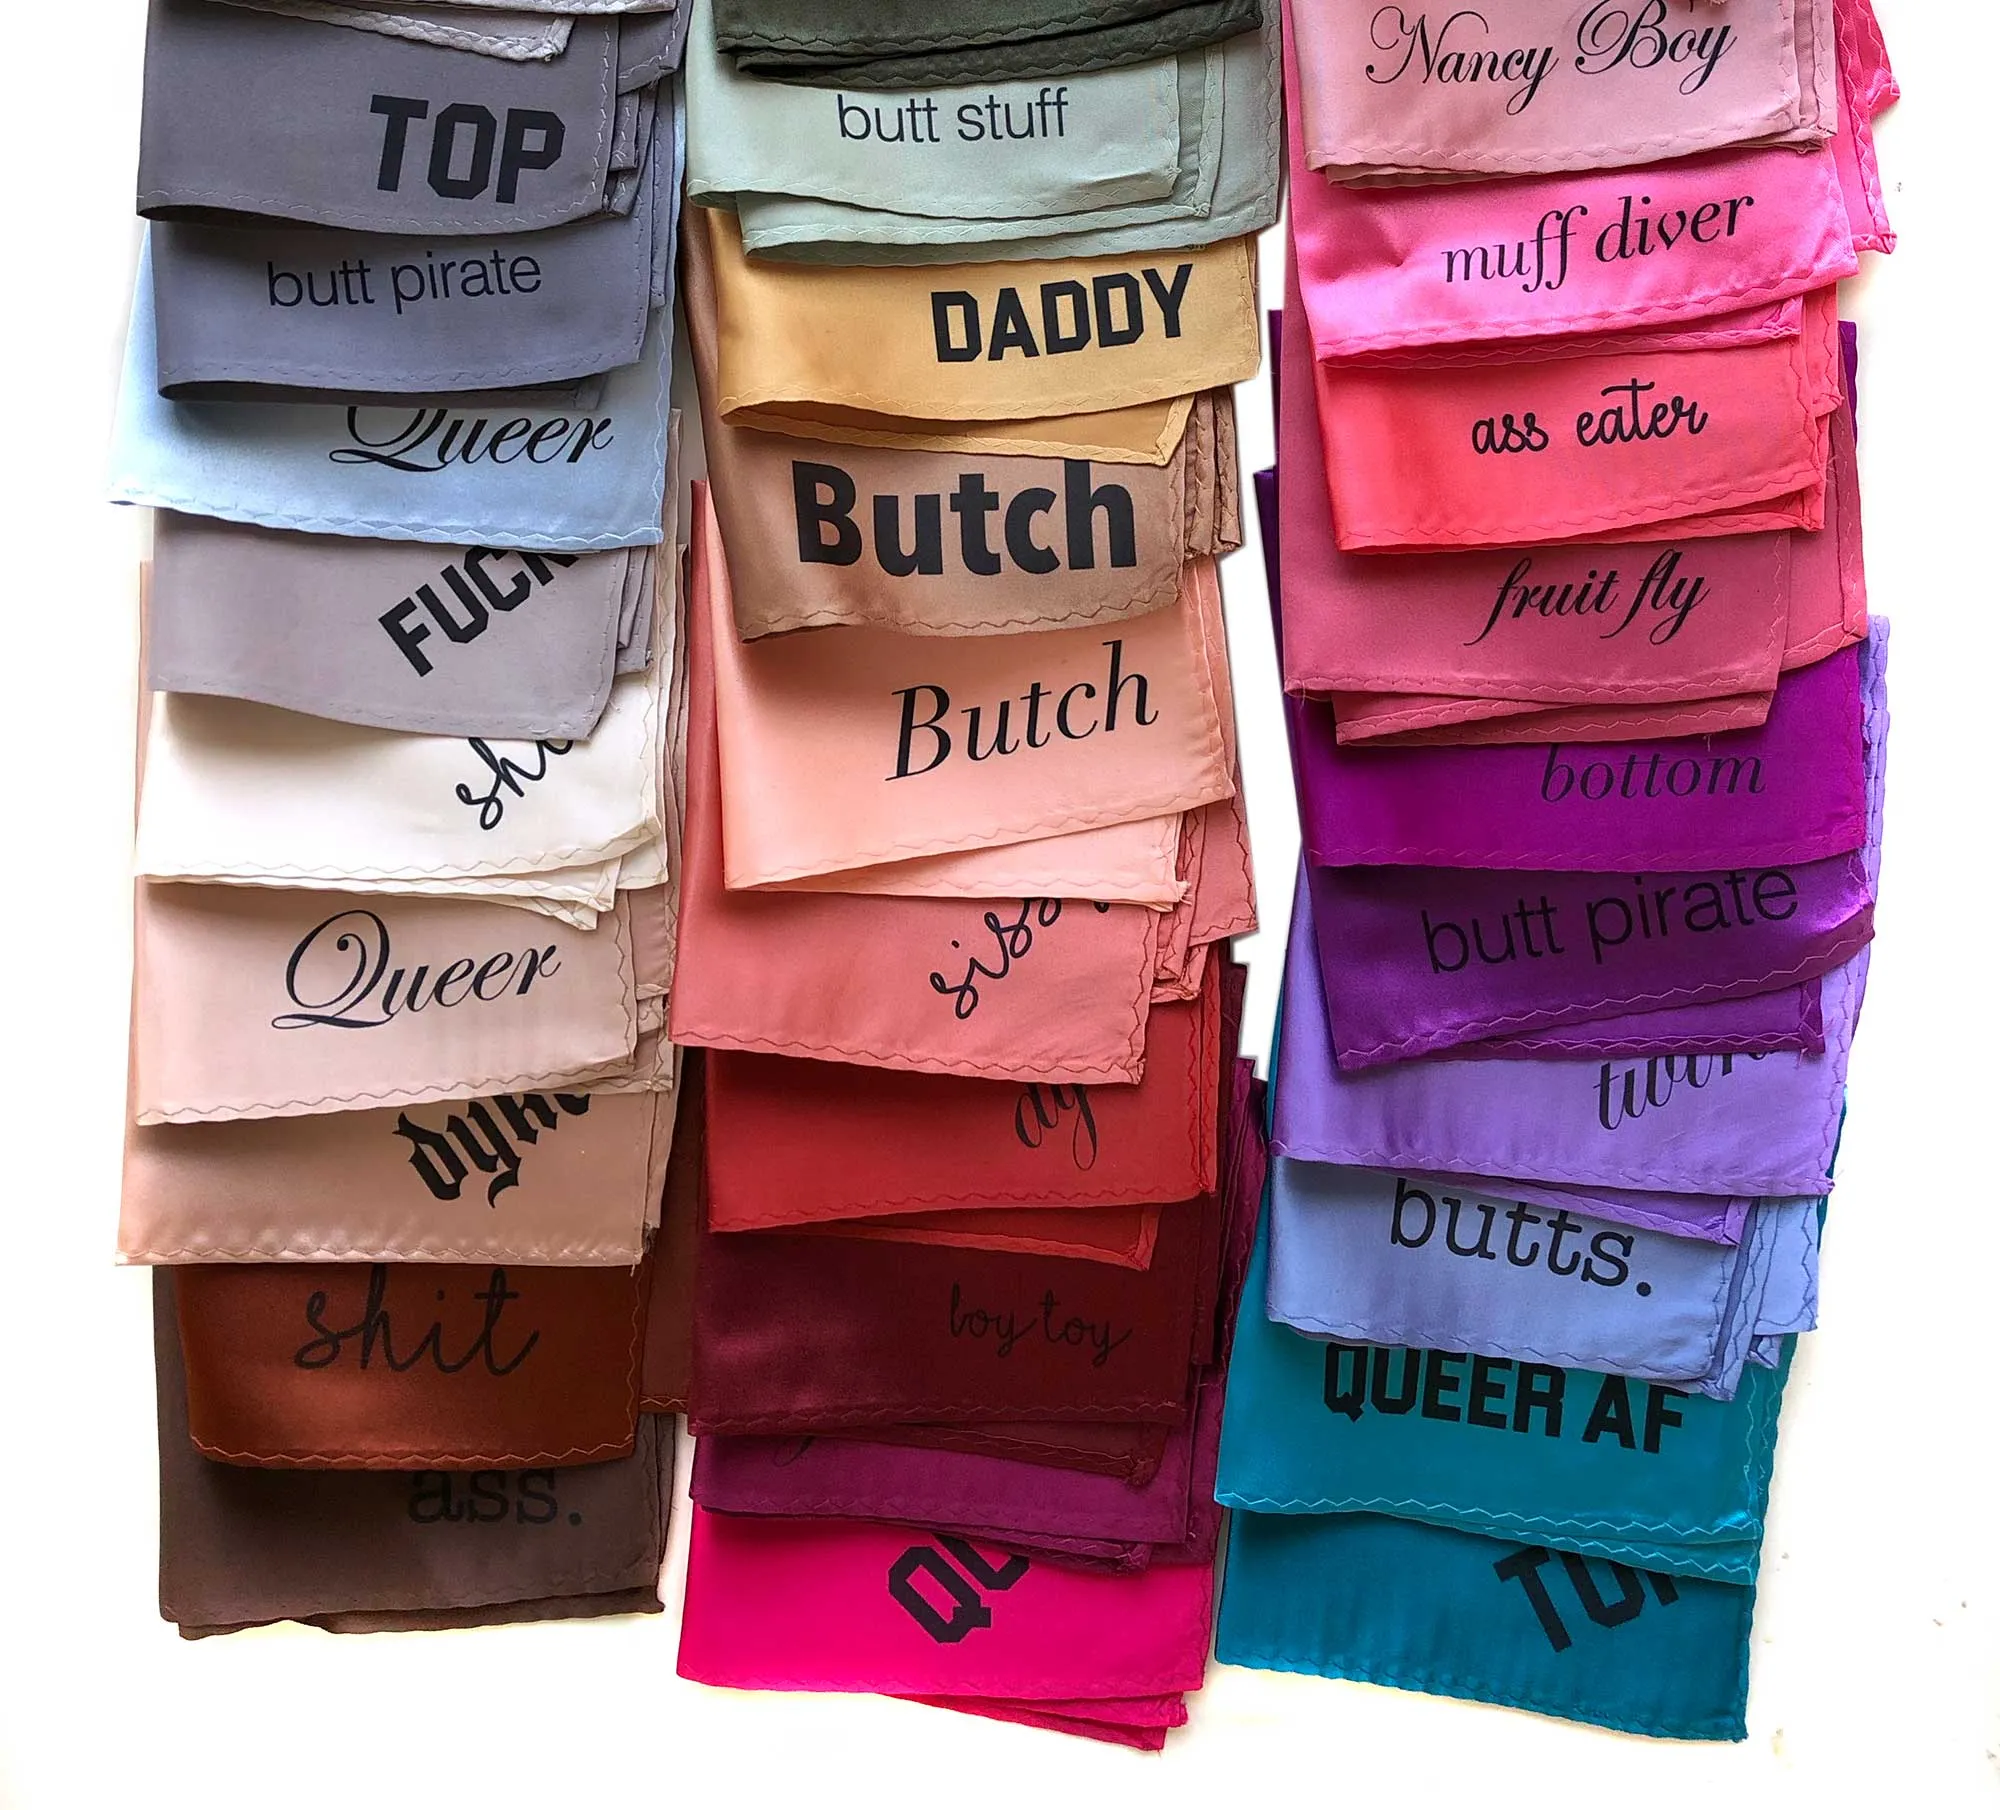 TOP
butt pirate
Queer
shit
Queer
shit
ass.
butt stuff
DADDY
Butch
Butch
boy toy
Nancy Boy
muff diver
ass eater
fruit fly
bottom
butt pirate
butts.
QUEER AF